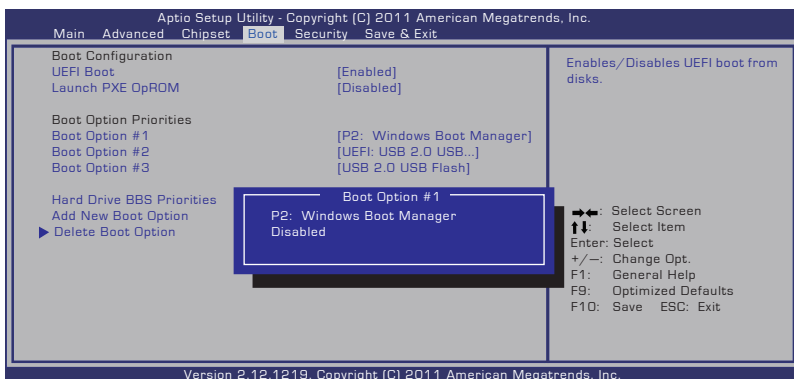 Aptio Setup Utility - Copyright (C) 2011 American Megatrends, Inc.
Main Advanced Chipset Boot Security Save & Exit
Boot Configuration
UEFI Boot [Enabled]
Launch PXE OpROM [Disabled]
Boot Option Priorities
Boot Option #1 [P2: Windows Boot Manager]
Boot Option #2 [UEFI: USB 2.0 USB...]
Boot Option #3 [USB 2.0 USB Flash]
Hard Drive BBS Priorities
Add New Boot Option
Delete Boot Option
Boot Option #1
P2: Windows Boot Manager
Disabled
Enables/Disables UEFI boot from
disks.
→←: Select Screen
↑↓: Select Item
Enter: Select
+/—: Change Opt.
F1: General Help
F9: Optimized Defaults
F10: Save ESC: Exit
Version 2.12.1219. Copyright (C) 2011 American Megatrends, Inc.